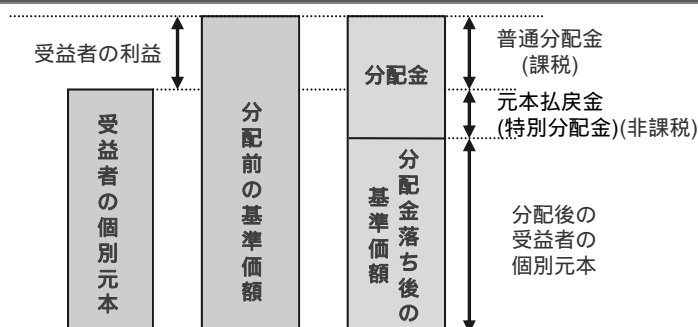 受益者の利益
受益者の個別元本
分配前の基準価額
分配金
分配金落ち後の
基準価額
普通分配金
(課税)
元本払戻金
(特別分配金)(非課税)
分配後の
受益者の
個別元本